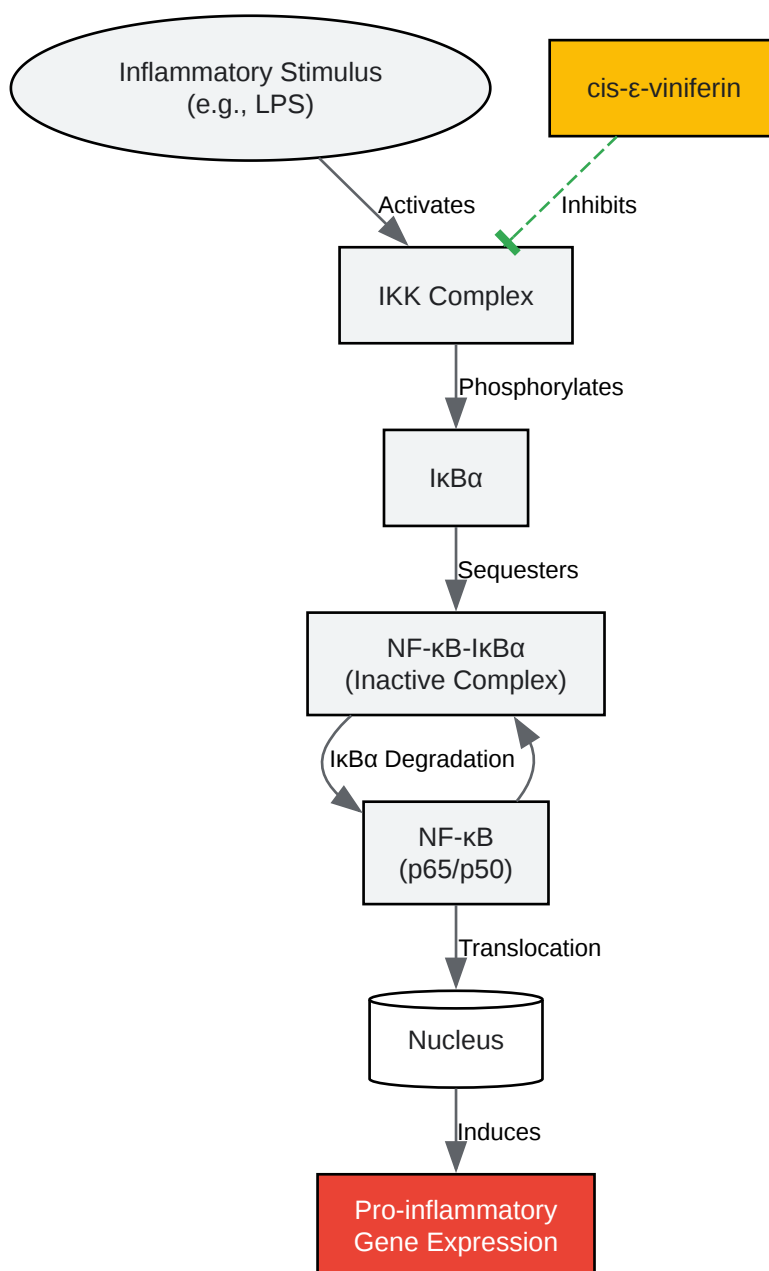 Inflammatory Stimulus
(e.g., LPS)
cis-ε-viniferin
Activates
Inhibits
IKK Complex
Phosphorylates
IκBα
Sequesters
NF-κB-IκBα
(Inactive Complex)
IκBα Degradation
NF-κB
(p65/p50)
Translocation
Nucleus
Induces
Pro-inflammatory
Gene Expression